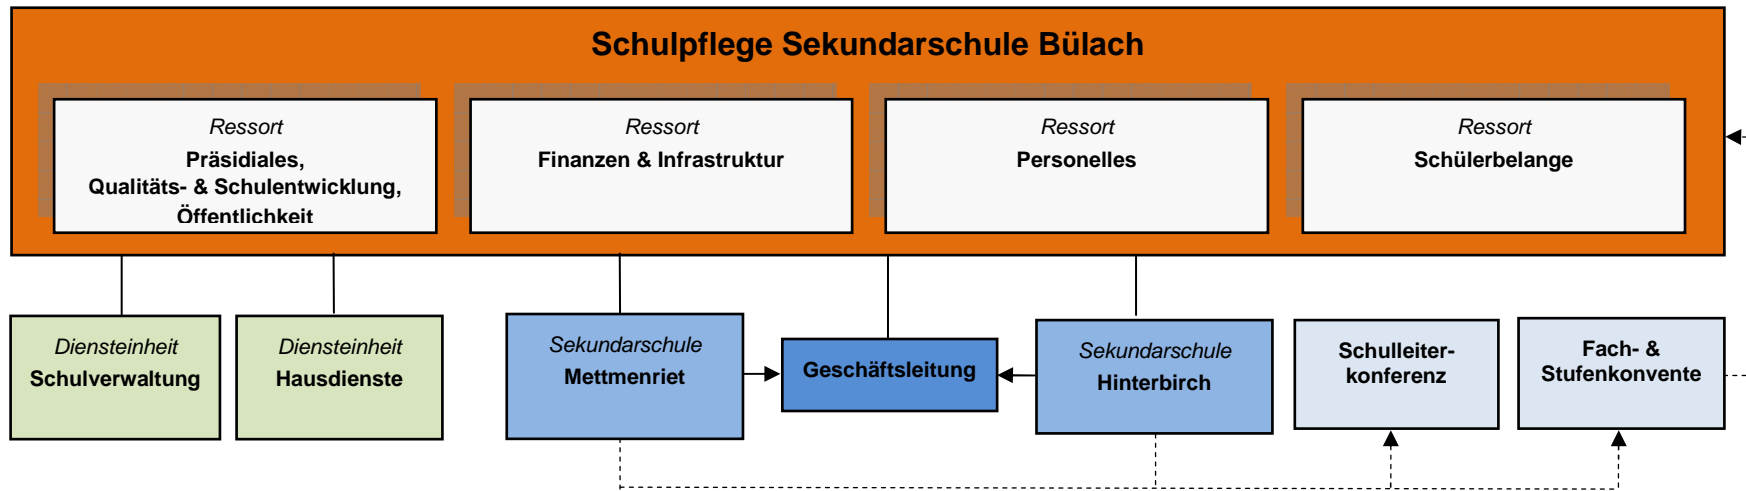 Schulpflege Sekundarschule Bülach
Ressort
Präsidiales,
Qualitäts- & Schulentwicklung,
Öffentlichkeit
Ressort
Finanzen & Infrastruktur
Ressort
Personelles
Ressort
Schülerbelange
Diensteinheit
Schulverwaltung
Diensteinheit
Hausdienste
Sekundarschule
Mettmenriet
Geschäftsleitung
Sekundarschule
Hinterbirch
Schulleiter-
konferenz
Fach- &
Stufenkonvente